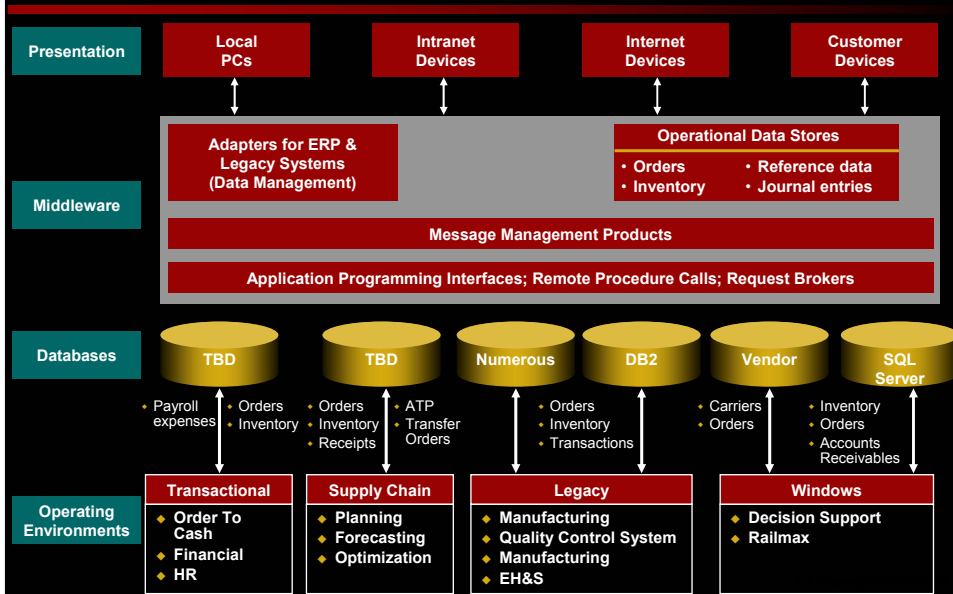 Presentation
Local
PCs
Intranet
Devices
Internet
Devices
Customer
Devices
Middleware
Adapters for ERP &
Legacy Systems
(Data Management)
Operational Data Stores
• Orders
• Inventory
• Reference data
• Journal entries
Message Management Products
Application Programming Interfaces; Remote Procedure Calls; Request Brokers
Databases
TBD
TBD
Numerous
DB2
Vendor
SQL
Server
Payroll
expenses
Orders
Inventory
Orders
Inventory
Receipts
ATP
Transfer
Orders
Orders
Inventory
Transactions
Carriers
Orders
Inventory
Orders
Accounts
Receivables
Operating
Environments
Transactional
Order To
Cash
Financial
HR
Supply Chain
Planning
Forecasting
Optimization
Legacy
Manufacturing
Quality Control System
Manufacturing
EH&S
Windows
Decision Support
Railmax